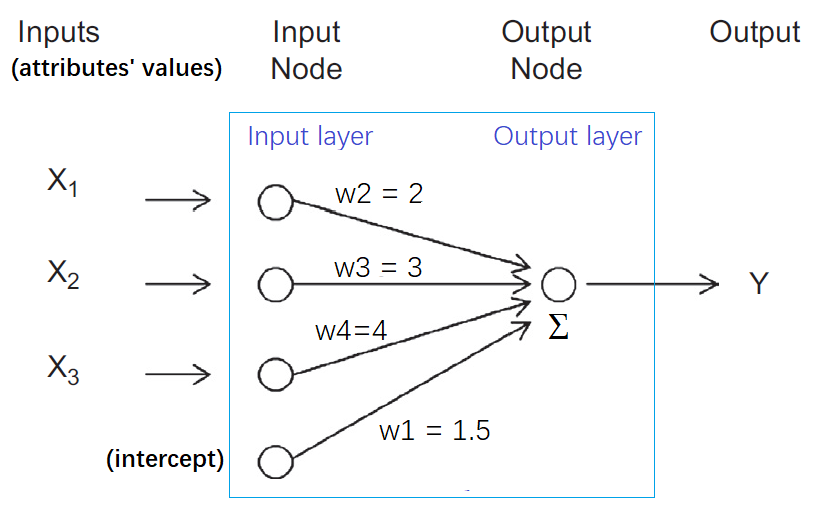 Inputs
(attributes' values)
Input
Node
Output
Node
Output
Input layer
Output layer
X1
w2 = 2
X2
w3 = 3
Y
w4=4
Σ
X3
w1 = 1.5
(intercept)